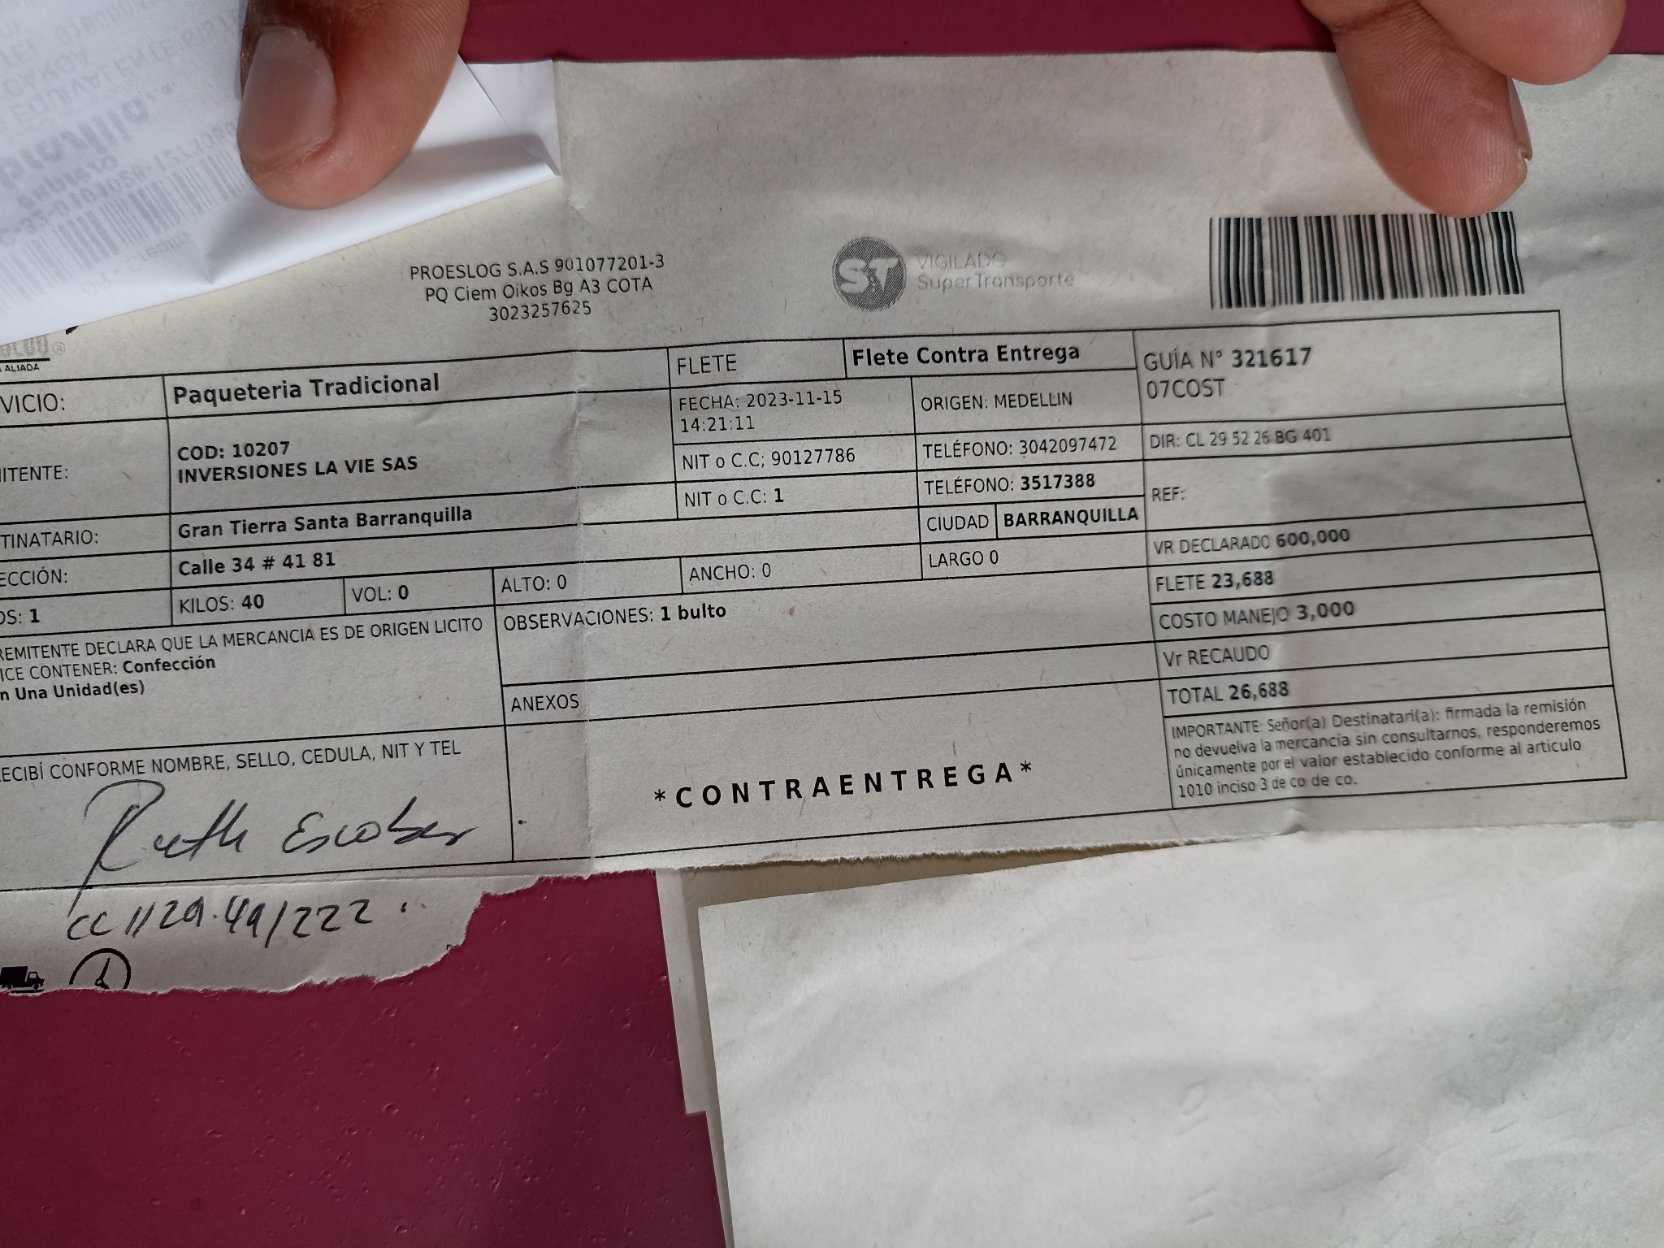 PROESLOG S.A.S 901077201-3
PQ Ciem Oikos Bg A3 COTA
3023257625
ST VIGILADO
SuperTransporte
ALIADA
VICIO: Paqueteria Tradicional
FLETE Flete Contra Entrega
GUÍA N° 321617
07COST
ITENTE: COD: 10207
INVERSIONES LA VIE SAS
FECHA: 2023-11-15
14:21:11
ORIGEN: MEDELLIN
NIT o C.C; 90127786
TELÉFONO: 3042097472
DIR: CL 29 52 26 BG 401
NIT o C.C: 1
TELÉFONO: 3517388
REF:
TINATARIO: Gran Tierra Santa Barranquilla
CIUDAD BARRANQUILLA
ECCIÓN: Calle 34 # 41 81
VR DECLARADO 600,000
OS: 1 KILOS: 40 VOL: 0 ALTO: 0 ANCHO: 0 LARGO 0
FLETE 23,688
REMITENTE DECLARA QUE LA MERCANCIA ES DE ORIGEN LICITO
ICE CONTENER: Confección
n Una Unidad(es)
OBSERVACIONES: 1 bulto
COSTO MANEJO 3,000
Vr RECAUDO
ANEXOS
TOTAL 26,688
IMPORTANTE: Señor(a) Destinatari(a): firmada la remisión
no devuelva la mercancia sin consultarnos, responderemos
únicamente por el valor establecido conforme al articulo
1010 inciso 3 de co de co.
ECIBÍ CONFORME NOMBRE, SELLO, CEDULA, NIT Y TEL
*CONTRAENTREGA*
Ruth Escobar
CC 1129.491222